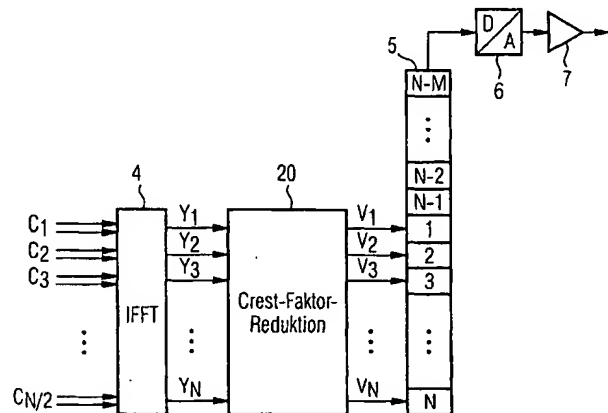 D
A
5
N-M
6
7
⋮
4
20
N-2
N-1
C1
Y1
V1
1
C2
Y2
V2
2
C3
Y3
V3
3
IFFT
Crest-Faktor-
Reduktion
⋮
⋮
⋮
⋮
CN/2
YN
VN
N